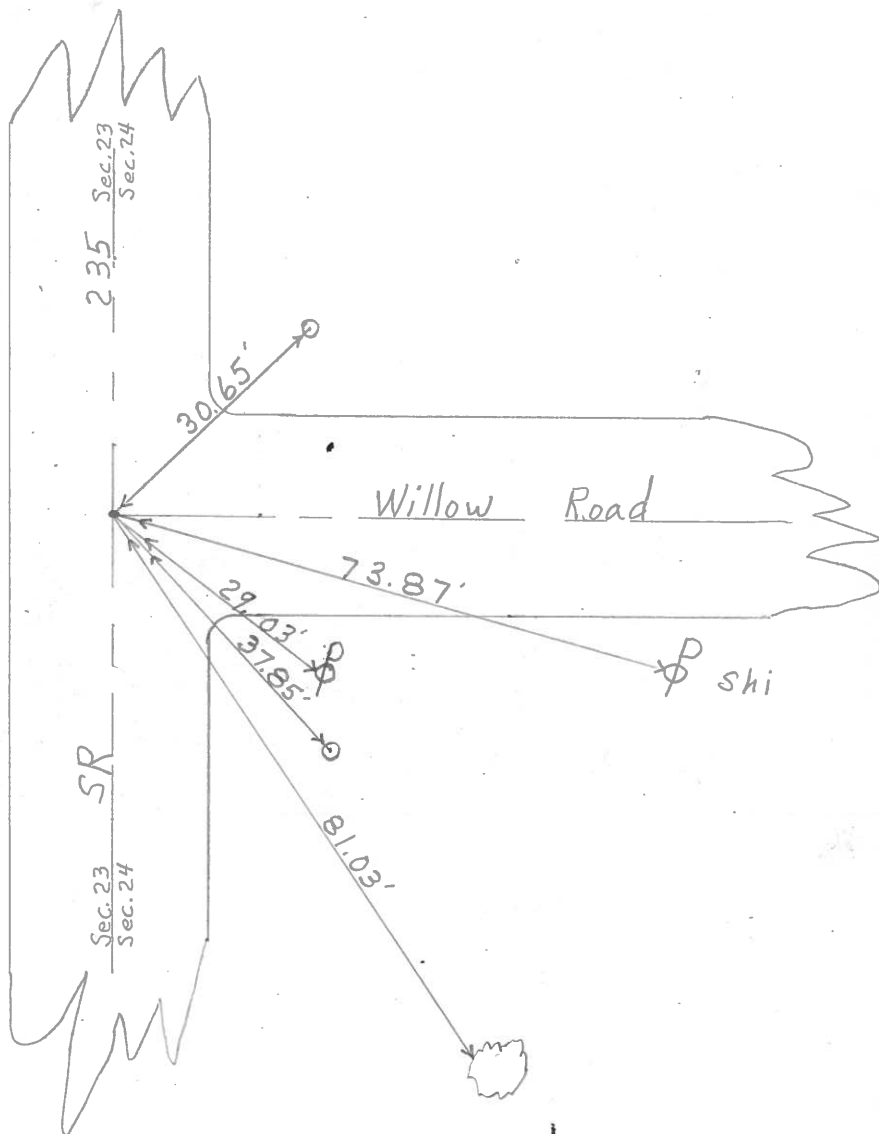 Sec. 23
Sec. 24
235
30.65'
Willow Road
73.87'
29.03'
P
P shi
37.85'
SR
81.03'
Sec. 23
Sec. 24